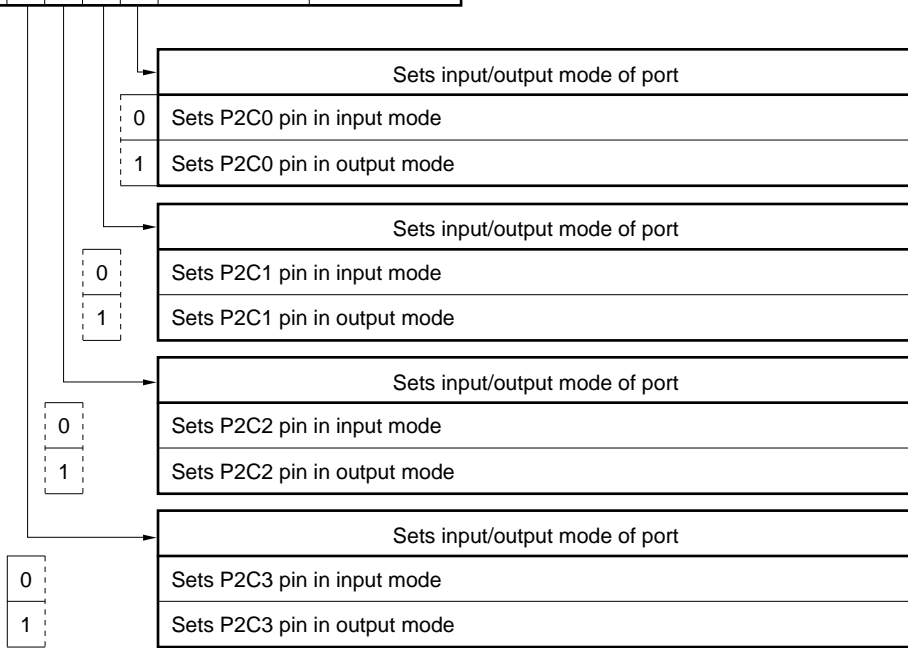 Sets input/output mode of port
0 Sets P2C0 pin in input mode
1 Sets P2C0 pin in output mode
Sets input/output mode of port
0 Sets P2C1 pin in input mode
1 Sets P2C1 pin in output mode
Sets input/output mode of port
0 Sets P2C2 pin in input mode
1 Sets P2C2 pin in output mode
Sets input/output mode of port
0 Sets P2C3 pin in input mode
1 Sets P2C3 pin in output mode